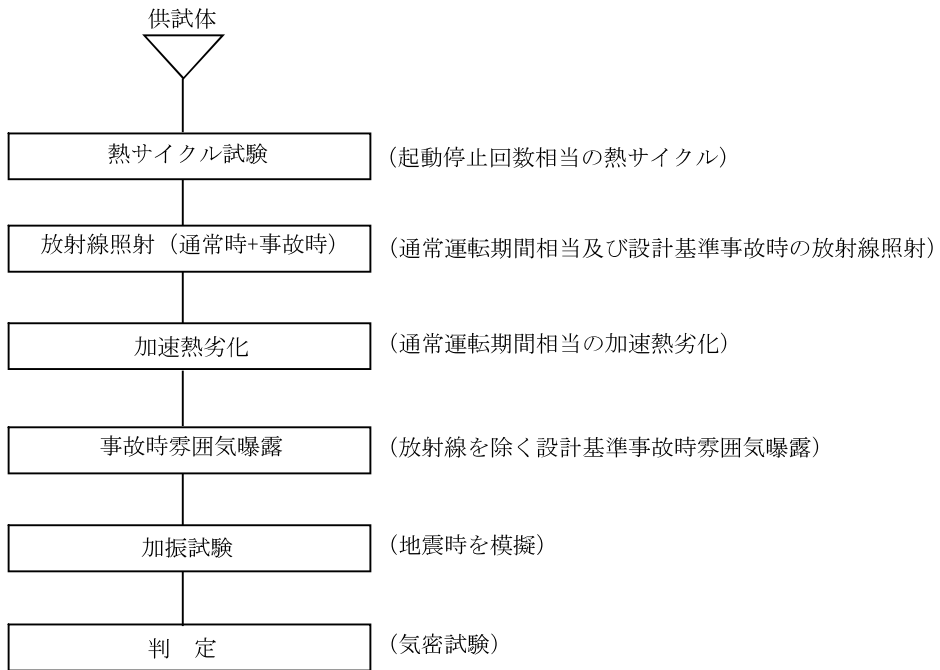 供試体
熱サイクル試験 (起動停止回数相当の熱サイクル)
放射線照射(通常時+事故時) (通常運転期間相当及び設計基準事故時の放射線照射)
加速熱劣化 (通常運転期間相当の加速熱劣化)
事故時雰囲気曝露 (放射線を除く設計基準事故時雰囲気曝露)
加振試験 (地震時を模擬)
判　定 (気密試験)